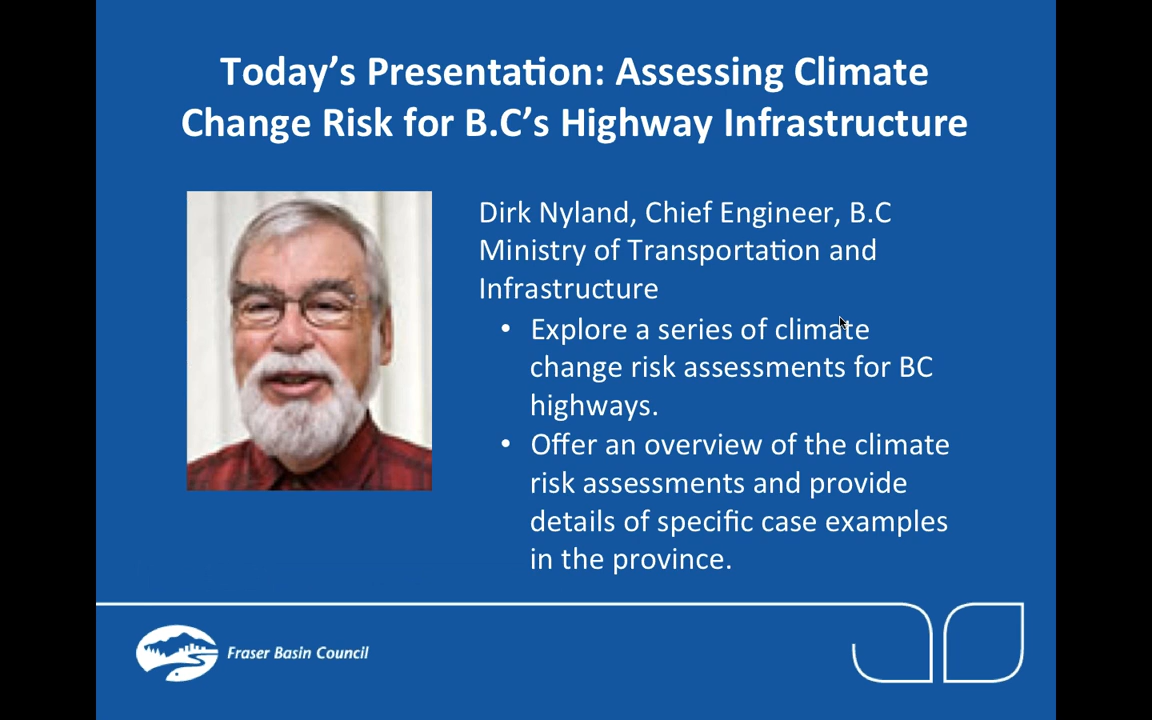 Today’s Presentation: Assessing Climate
Change Risk for B.C’s Highway Infrastructure
Dirk Nyland, Chief Engineer, B.C
Ministry of Transportation and
Infrastructure
• Explore a series of climate
change risk assessments for BC
highways.
• Offer an overview of the climate
risk assessments and provide
details of specific case examples
in the province.
Fraser Basin Council